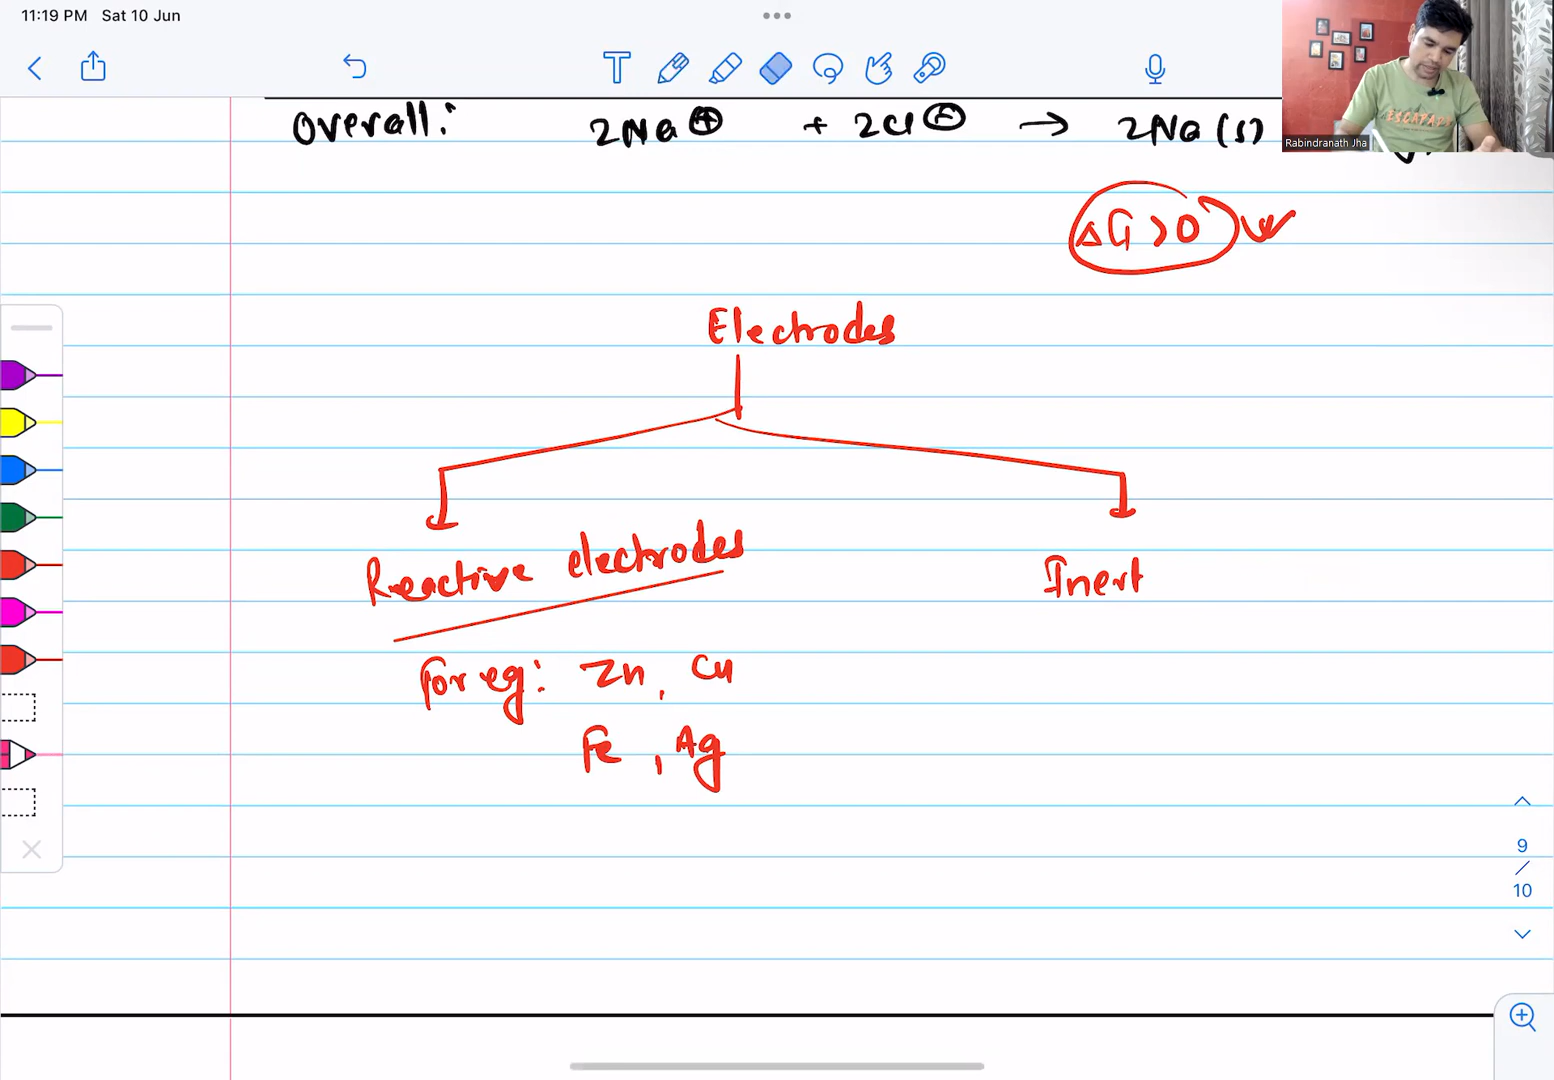 11:19 PM Sat 10 Jun
Rabindranath Jha
ESCAPADE
Overall: 2Na⊕ + 2Cl⊖ → 2Na (s)
ΔG > 0
Electrodes
Reactive electrodes
Inert
For eg: Zn, Cu
Fe, Ag
9
/
10